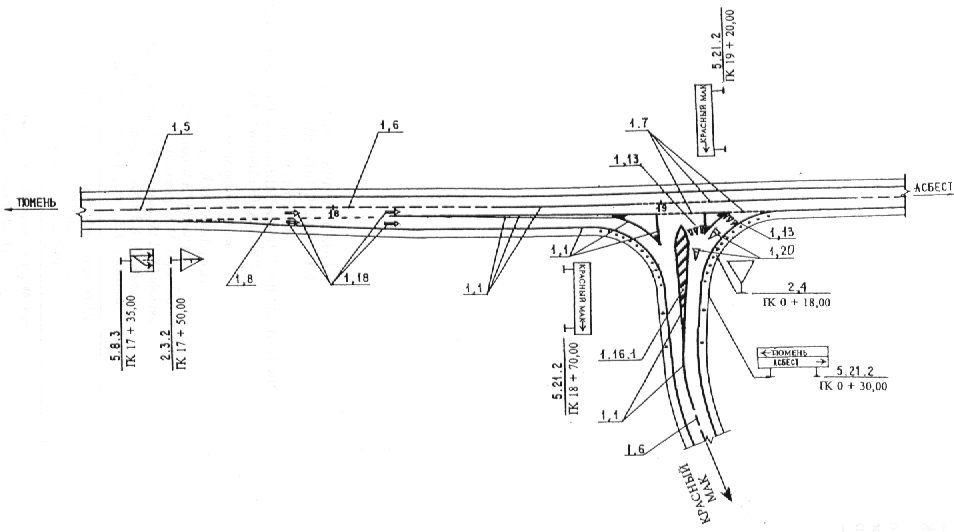 5.21.2
ПК 19 + 20,00
КРАСНЫЙ МАК
1,5
1,6
1.7
1,13
ТЮМЕНЬ
АСБЕСТ
18
19
1,8
1,18
1,1
1,1
1,13
1,20
2,4
ПК 0 + 18,00
КРАСНЫЙ МАК
5.8.3
ПК 17 + 35,00
2.3.2
ПК 17 + 50,00
5.21.2
ПК 18 + 70,00
1.16.1
ТЮМЕНЬ
АСБЕСТ
5.21.2
ПК 0 + 30,00
1,1
1.6
КРАСНЫЙ
МАК